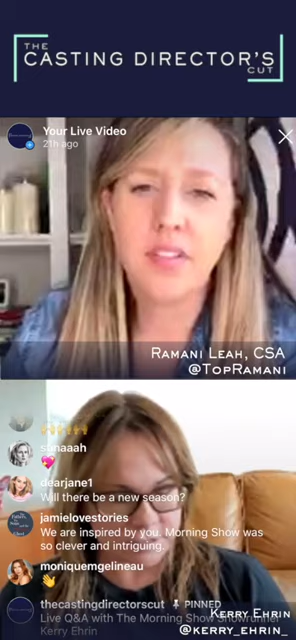 THE
CASTING DIRECTOR'S
CUT
Your Live Video
21h ago
RAMANI LEAH, CSA
@TOPRAMANI
dearjane1
Will there be a new season?
jamielovestories
We are inspired by you. Morning Show was
so clever and intriguing.
moniquemgelineau
thecastingdirectorscut PINNED
KERRY EHRIN
Live Q&A with The Morning Show Showrunner
Kerry Ehrin
@KERRY_EHRIN_